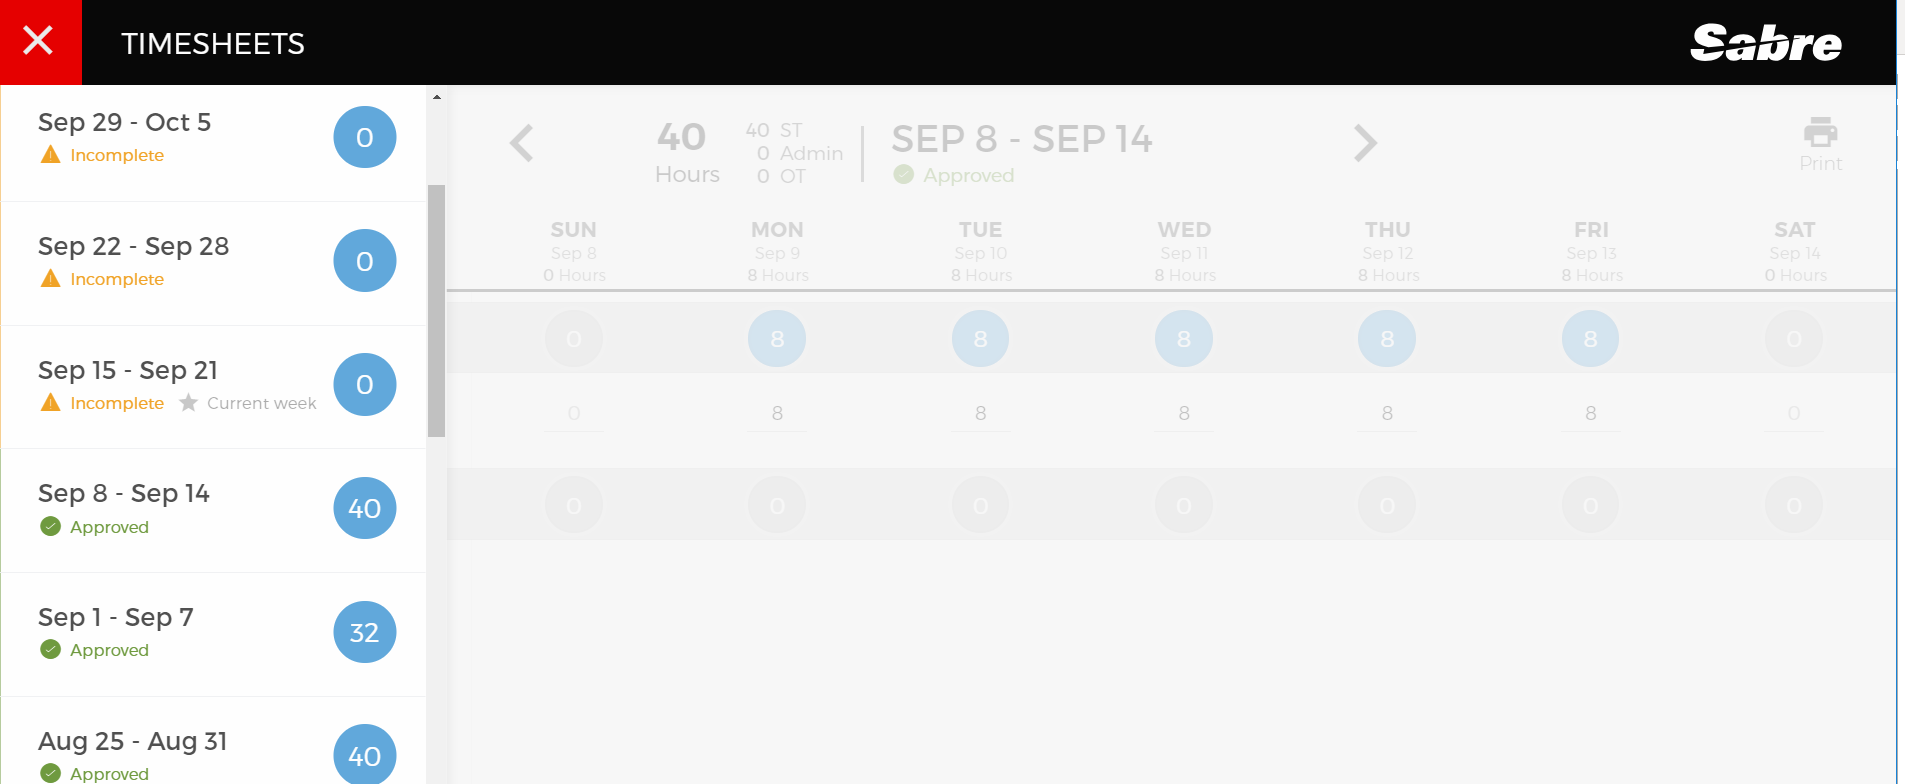 TIMESHEETS
Sabre
Sep 29 - Oct 5
Incomplete
0
Sep 22 - Sep 28
Incomplete
0
Sep 15 - Sep 21
Incomplete Current week
0
Sep 8 - Sep 14
Approved
40
Sep 1 - Sep 7
Approved
32
Aug 25 - Aug 31
Approved
40
40
Hours
40 ST
0 Admin
0 OT
SEP 8 - SEP 14
Approved
Print
SUN MON TUE WED THU FRI SAT
Sep 8 Sep 9 Sep 10 Sep 11 Sep 12 Sep 13 Sep 14
0 Hours 8 Hours 8 Hours 8 Hours 8 Hours 8 Hours 0 Hours
0 8 8 8 8 8 0
0 8 8 8 8 8 0
0 0 0 0 0 0 0